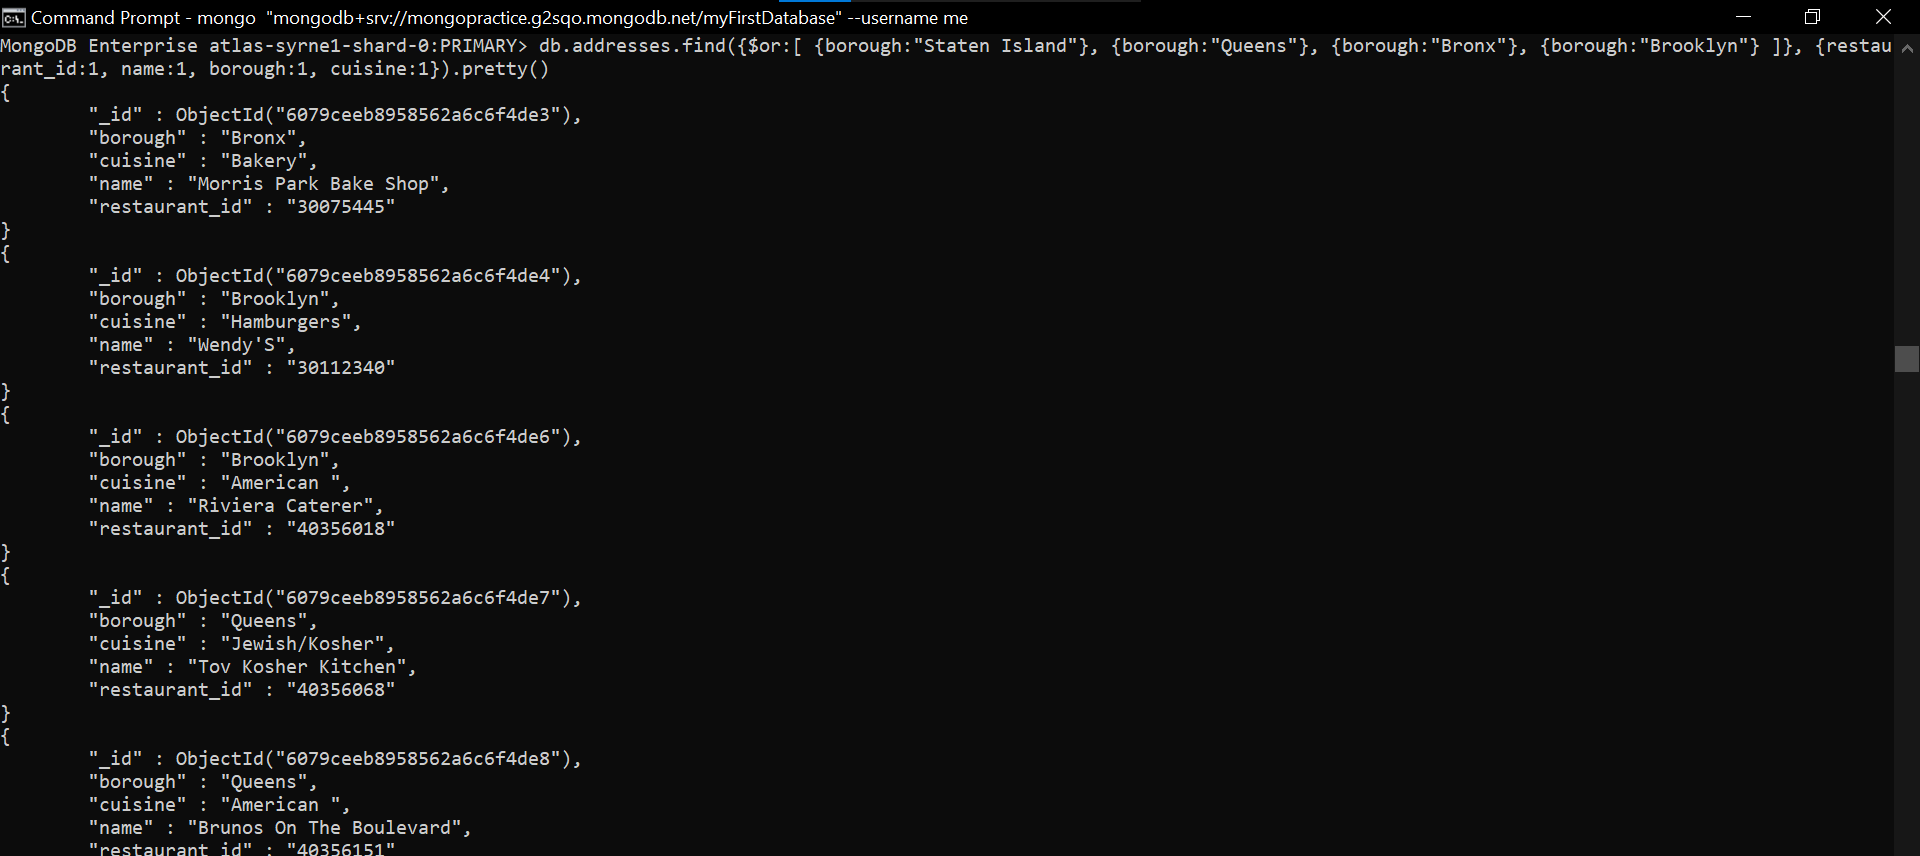 Command Prompt - mongo  "mongodb+srv://mongopractice.g2sqo.mongodb.net/myFirstDatabase" --username me
MongoDB Enterprise atlas-syrne1-shard-0:PRIMARY> db.addresses.find({$or:[ {borough:"Staten Island"}, {borough:"Queens"}, {borough:"Bronx"}, {borough:"Brooklyn"} ]}, {restau
rant_id:1, name:1, borough:1, cuisine:1}).pretty()
{
        "_id" : ObjectId("6079ceeb8958562a6c6f4de3"),
        "borough" : "Bronx",
        "cuisine" : "Bakery",
        "name" : "Morris Park Bake Shop",
        "restaurant_id" : "30075445"
}
{
        "_id" : ObjectId("6079ceeb8958562a6c6f4de4"),
        "borough" : "Brooklyn",
        "cuisine" : "Hamburgers",
        "name" : "Wendy'S",
        "restaurant_id" : "30112340"
}
{
        "_id" : ObjectId("6079ceeb8958562a6c6f4de6"),
        "borough" : "Brooklyn",
        "cuisine" : "American ",
        "name" : "Riviera Caterer",
        "restaurant_id" : "40356018"
}
{
        "_id" : ObjectId("6079ceeb8958562a6c6f4de7"),
        "borough" : "Queens",
        "cuisine" : "Jewish/Kosher",
        "name" : "Tov Kosher Kitchen",
        "restaurant_id" : "40356068"
}
{
        "_id" : ObjectId("6079ceeb8958562a6c6f4de8"),
        "borough" : "Queens",
        "cuisine" : "American ",
        "name" : "Brunos On The Boulevard",
        "restaurant_id" : "40356151"